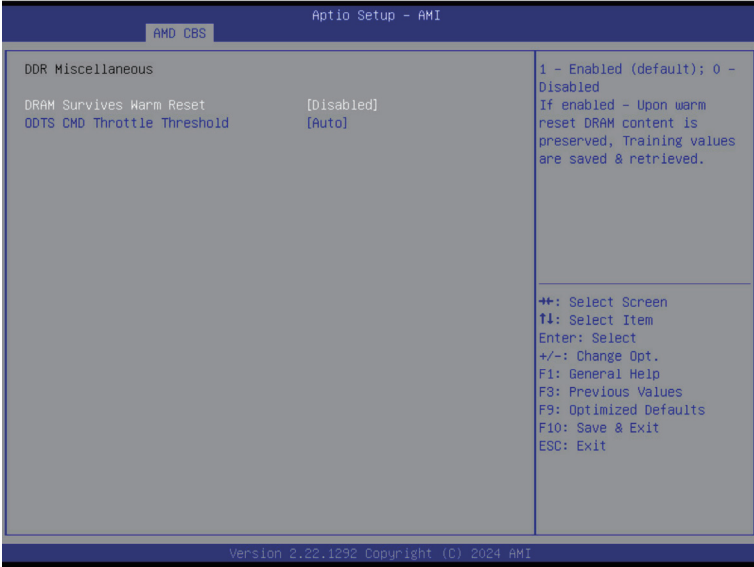 Aptio Setup – AMI
AMD CBS
DDR Miscellaneous
DRAM Survives Warm Reset [Disabled]
ODTS CMD Throttle Threshold [Auto]
1 – Enabled (default); 0 –
Disabled
If enabled – Upon warm
reset DRAM content is
preserved, Training values
are saved & retrieved.
→←: Select Screen
↑↓: Select Item
Enter: Select
+/-: Change Opt.
F1: General Help
F3: Previous Values
F9: Optimized Defaults
F10: Save & Exit
ESC: Exit
Version 2.22.1292 Copyright (C) 2024 AMI